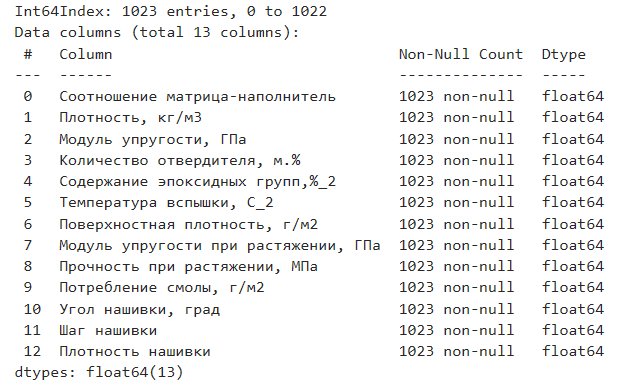 Int64Index: 1023 entries, 0 to 1022
Data columns (total 13 columns):
 #   Column                                Non-Null Count  Dtype
---  ------                                --------------  -----
 0   Соотношение матрица-наполнитель       1023 non-null   float64
 1   Плотность, кг/м3                      1023 non-null   float64
 2   Модуль упругости, ГПа                 1023 non-null   float64
 3   Количество отвердителя, м.%           1023 non-null   float64
 4   Содержание эпоксидных групп,%_2       1023 non-null   float64
 5   Температура вспышки, С_2              1023 non-null   float64
 6   Поверхностная плотность, г/м2         1023 non-null   float64
 7   Модуль упругости при растяжении, ГПа  1023 non-null   float64
 8   Прочность при растяжении, МПа         1023 non-null   float64
 9   Потребление смолы, г/м2               1023 non-null   float64
 10  Угол нашивки, град                    1023 non-null   float64
 11  Шаг нашивки                           1023 non-null   float64
 12  Плотность нашивки                     1023 non-null   float64
dtypes: float64(13)